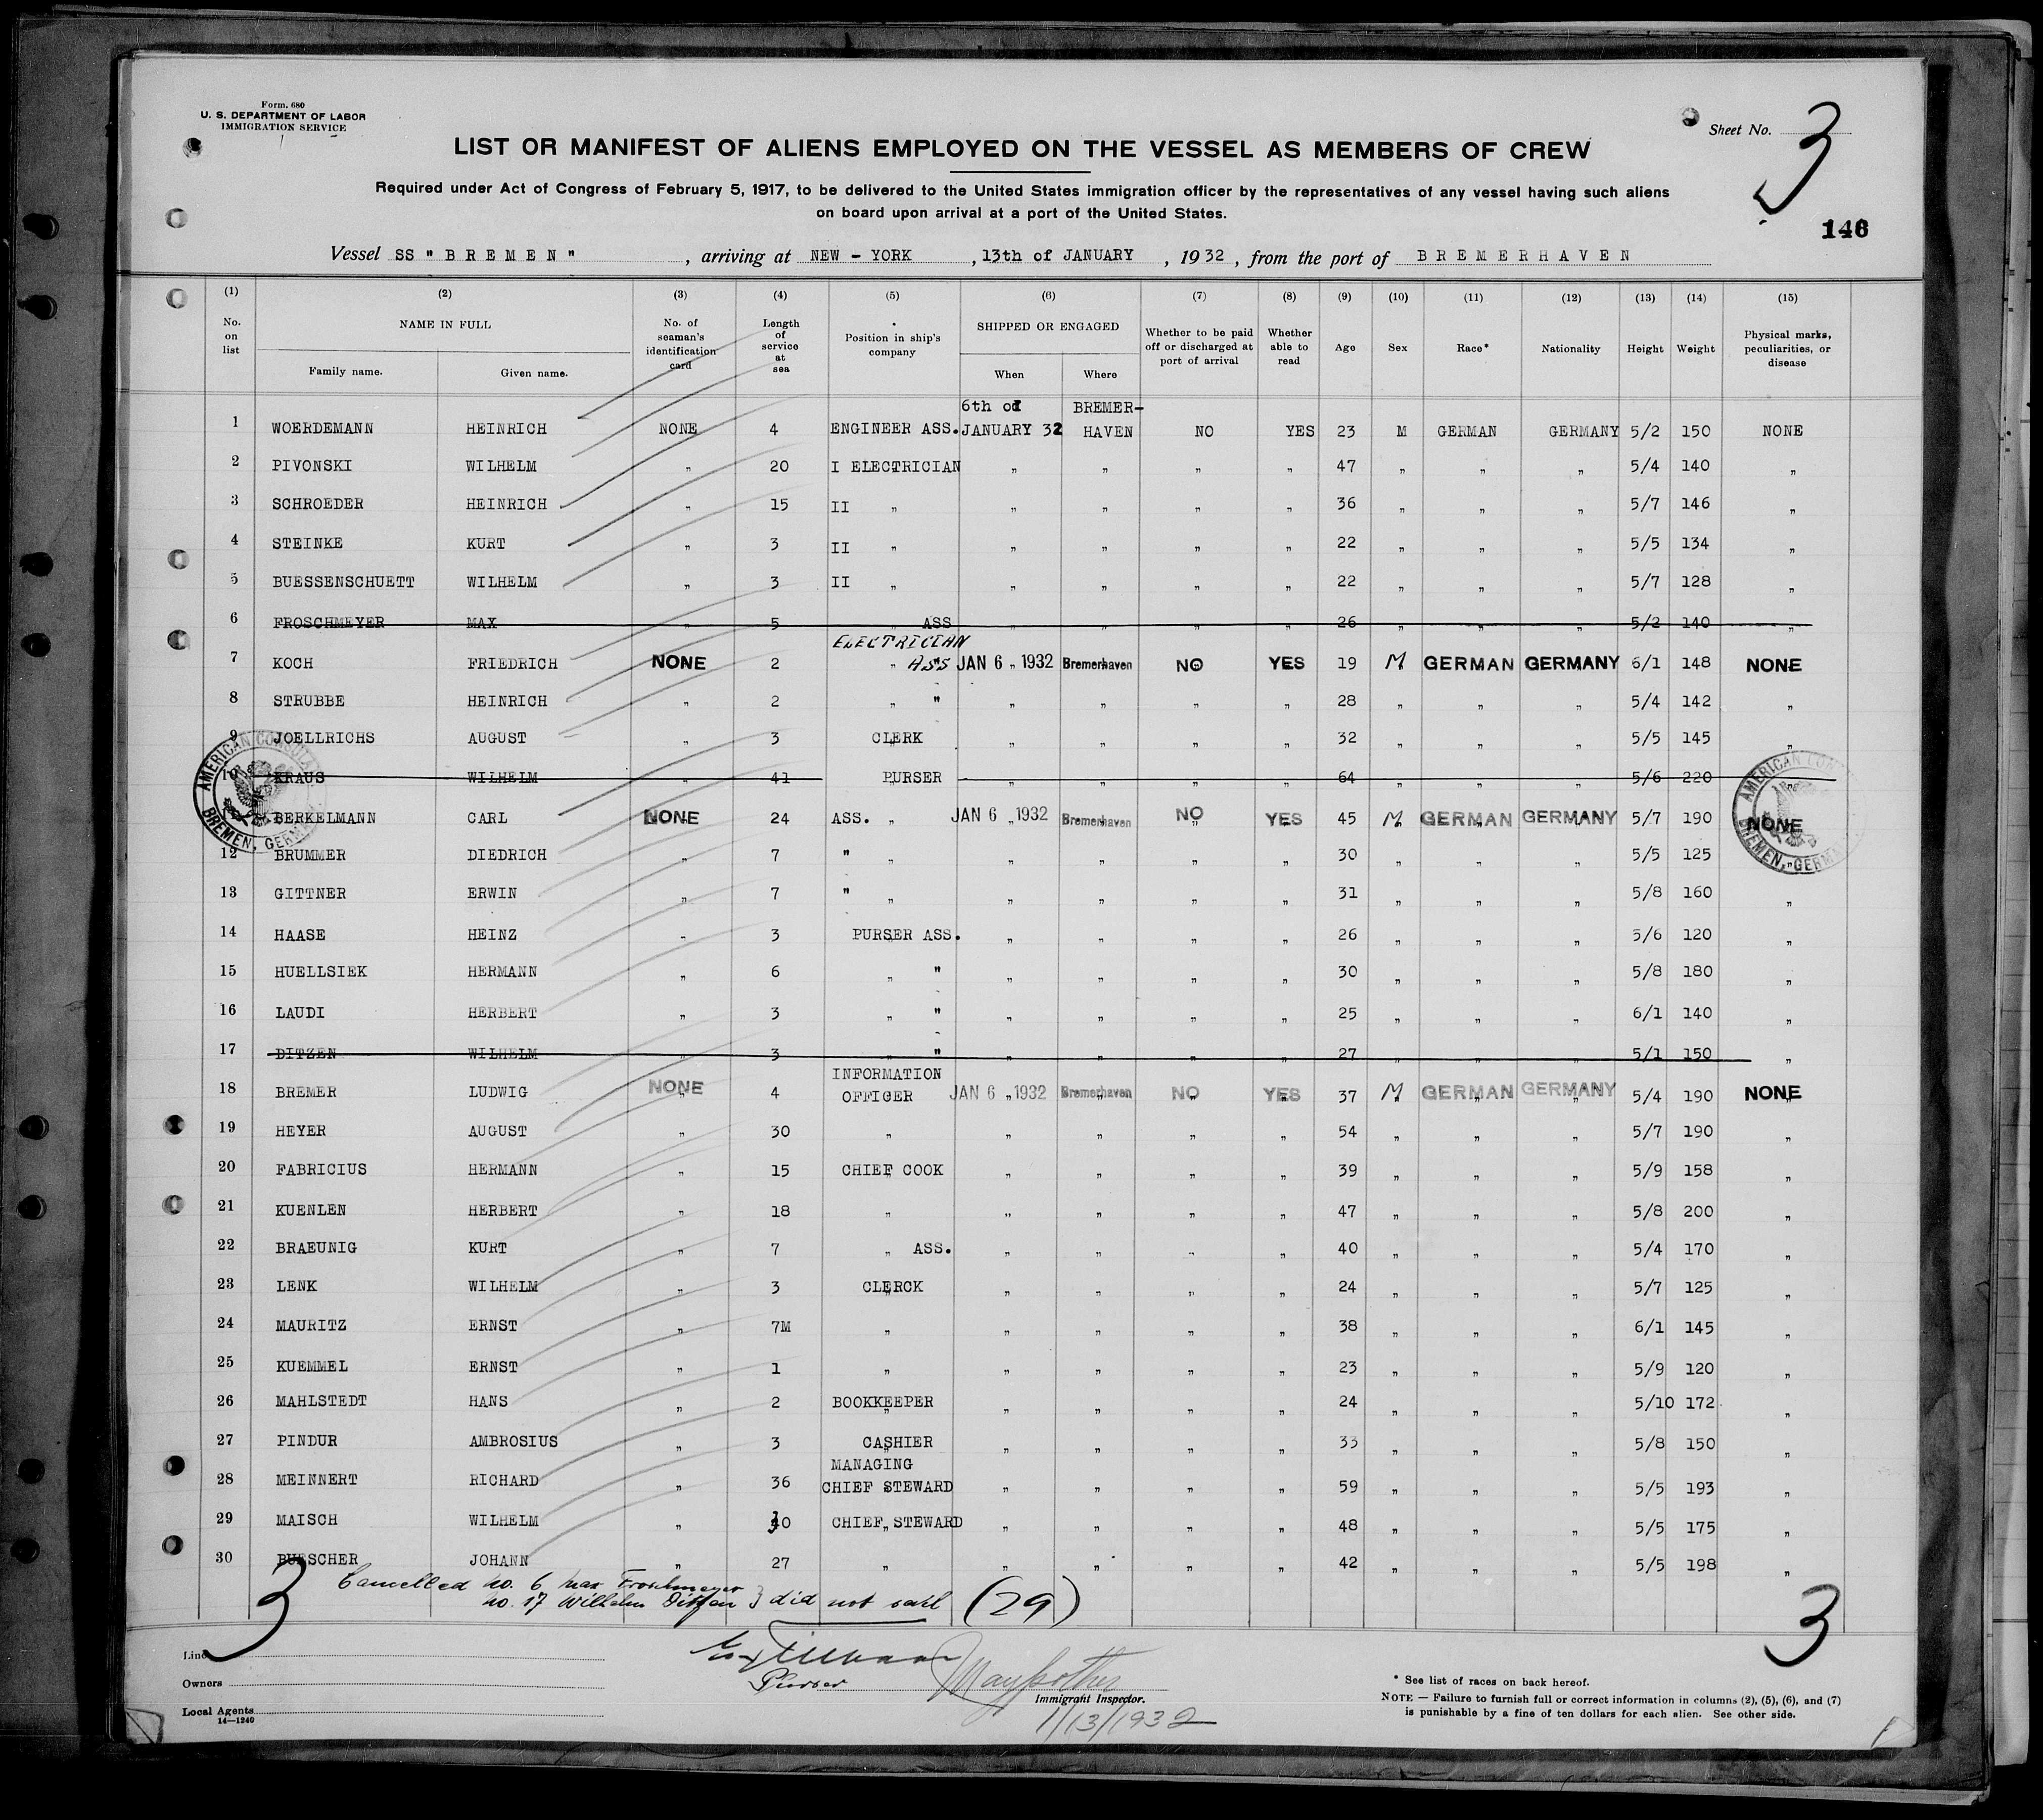 Form. 680
U. S. DEPARTMENT OF LABOR
IMMIGRATION SERVICE
Sheet No. 3
LIST OR MANIFEST OF ALIENS EMPLOYED ON THE VESSEL AS MEMBERS OF CREW
Required under Act of Congress of February 5, 1917, to be delivered to the United States immigration officer by the representatives of any vessel having such aliens
on board upon arrival at a port of the United States.
146
Vessel SS " BREMEN " , arriving at NEW - YORK , 13th of JANUARY , 1932 , from the port of BREMERHAVEN
(1) (2) (3) (4) (5) (6) (7) (8) (9) (10) (11) (12) (13) (14) (15)
No. on list
NAME IN FULL
Family name. Given name.
No. of seaman's identification card
Length of service at sea
Position in ship's company
SHIPPED OR ENGAGED
When Where
Whether to be paid off or discharged at port of arrival
Whether able to read
Age Sex Race* Nationality Height Weight
Physical marks, peculiarities, or disease
6th of BREMER-
1 WOERDEMANN HEINRICH NONE 4 ENGINEER ASS. JANUARY 32 HAVEN NO YES 23 M GERMAN GERMANY 5/2 150 NONE
2 PIVONSKI WILHELM „ 20 I ELECTRICIAN „ „ „ „ 47 „ „ „ 5/4 140 „
3 SCHROEDER HEINRICH „ 15 II „ „ „ „ „ 36 „ „ „ 5/7 146 „
4 STEINKE KURT „ 3 II „ „ „ „ „ 22 „ „ „ 5/5 134 „
5 BUESSENSCHUETT WILHELM „ 3 II „ „ „ „ „ 22 „ „ „ 5/7 128 „
6 FROSCHMEYER MAX „ 5 ASS „ „ „ „ 26 „ „ „ 5/2 140 „
ELECTRICIAN
7 KOCH FRIEDRICH NONE 2 „ ASS JAN 6 „ 1932 Bremerhaven NO YES 19 M GERMAN GERMANY 6/1 148 NONE
8 STRUBBE HEINRICH „ 2 „ " „ „ „ „ 28 „ „ „ 5/4 142 „
9 JOELLRICHS AUGUST „ 3 CLERK „ „ „ „ 32 „ „ „ 5/5 145 „
10 KRAUS WILHELM „ 41 PURSER „ „ „ „ 64 „ „ „ 5/6 220 „
BERKELMANN CARL NONE 24 ASS. „ JAN 6 „ 1932 Bremerhaven NO YES 45 M GERMAN GERMANY 5/7 190 NONE
12 BRUMMER DIEDRICH „ 7 " „ „ „ „ „ 30 „ „ „ 5/5 125 „
13 GITTNER ERWIN „ 7 " „ „ „ „ „ 31 „ „ „ 5/8 160 „
14 HAASE HEINZ „ 3 PURSER ASS. „ „ „ „ 26 „ „ „ 5/6 120 „
15 HUELLSIEK HERMANN „ 6 „ " „ „ „ „ 30 „ „ „ 5/8 180 „
16 LAUDI HERBERT „ 3 „ " „ „ „ „ 25 „ „ „ 6/1 140 „
17 DITZEN WILHELM „ 3 „ " „ „ „ „ 27 „ „ „ 5/1 150 „
INFORMATION
18 BREMER LUDWIG NONE 4 OFFICER JAN 6 „ 1932 Bremerhaven NO YES 37 M GERMAN GERMANY 5/4 190 NONE
19 HEYER AUGUST „ 30 „ „ „ „ „ 54 „ „ „ 5/7 190 „
20 FABRICIUS HERMANN „ 15 CHIEF COOK „ „ „ „ 39 „ „ „ 5/9 158 „
21 KUENLEN HERBERT „ 18 „ „ „ „ „ 47 „ „ „ 5/8 200 „
22 BRAEUNIG KURT „ 7 „ ASS. „ „ „ „ 40 „ „ „ 5/4 170 „
23 LENK WILHELM „ 3 CLERCK „ „ „ „ 24 „ „ „ 5/7 125 „
24 MAURITZ ERNST „ 7M „ „ „ „ „ 38 „ „ „ 6/1 145 „
25 KUEMMEL ERNST „ 1 „ „ „ „ „ 23 „ „ „ 5/9 120 „
26 MAHLSTEDT HANS „ 2 BOOKKEEPER „ „ „ „ 24 „ „ „ 5/10 172 „
27 PINDUR AMBROSIUS „ 3 CASHIER „ „ „ „ 33 „ „ „ 5/8 150 „
MANAGING
28 MEINNERT RICHARD „ 36 CHIEF STEWARD „ „ „ „ 59 „ „ „ 5/5 193 „
29 MAISCH WILHELM „ 30 CHIEF STEWARD „ „ „ „ 48 „ „ „ 5/5 175 „
30 BUESCHER JOHANN „ 27 „ „ „ „ „ 42 „ „ „ 5/5 198 „
AMERICAN CONSULA
BREMEN, GERMA
AMERICAN CO
BREMEN, GERM
Cancelled no. 6 Max Froschmeyer
no. 17 Wilhelm Ditzen } did not sail (29)
3 3
Line
Owners
Local Agents
14—1240
Purser
Immigrant Inspector.
1/13/1932
* See list of races on back hereof.
NOTE — Failure to furnish full or correct information in columns (2), (5), (6), and (7)
is punishable by a fine of ten dollars for each alien. See other side.